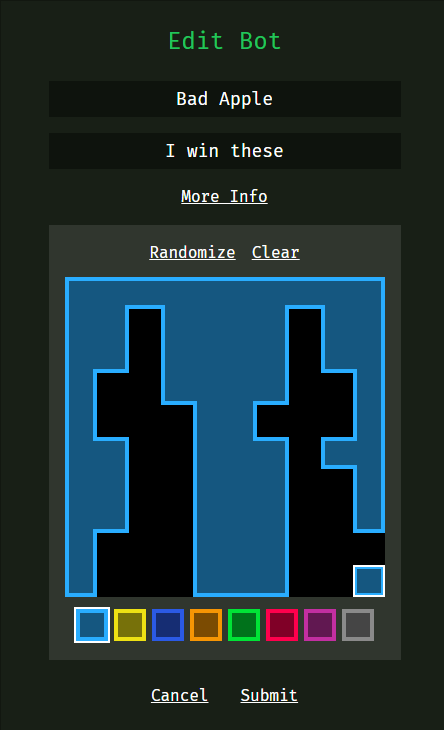 Edit Bot
Bad Apple
I win these
More Info
Randomize Clear
Cancel Submit